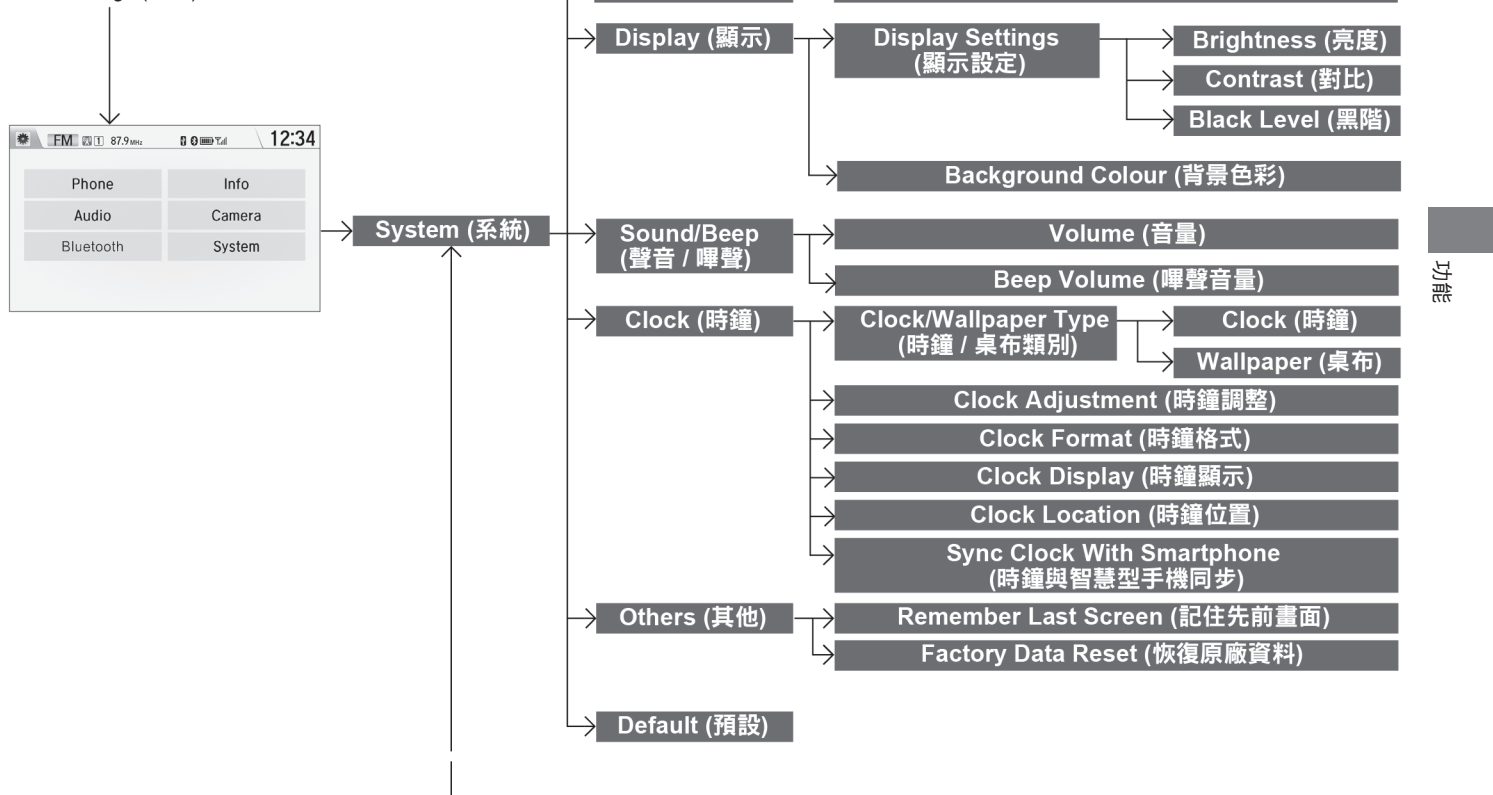 Display (顯示)
Display Settings
(顯示設定)
Brightness (亮度)
Contrast (對比)
Black Level (黑階)
Background Colour (背景色彩)
FM 1 87.9 MHz 12:34
Phone
Info
Audio
Camera
Bluetooth
System
System (系統)
Sound/Beep
(聲音 / 嗶聲)
Volume (音量)
Beep Volume (嗶聲音量)
Clock (時鐘)
Clock/Wallpaper Type
(時鐘 / 桌布類別)
Clock (時鐘)
Wallpaper (桌布)
Clock Adjustment (時鐘調整)
Clock Format (時鐘格式)
Clock Display (時鐘顯示)
Clock Location (時鐘位置)
Sync Clock With Smartphone
(時鐘與智慧型手機同步)
Others (其他)
Remember Last Screen (記住先前畫面)
Factory Data Reset (恢復原廠資料)
Default (預設)
功能